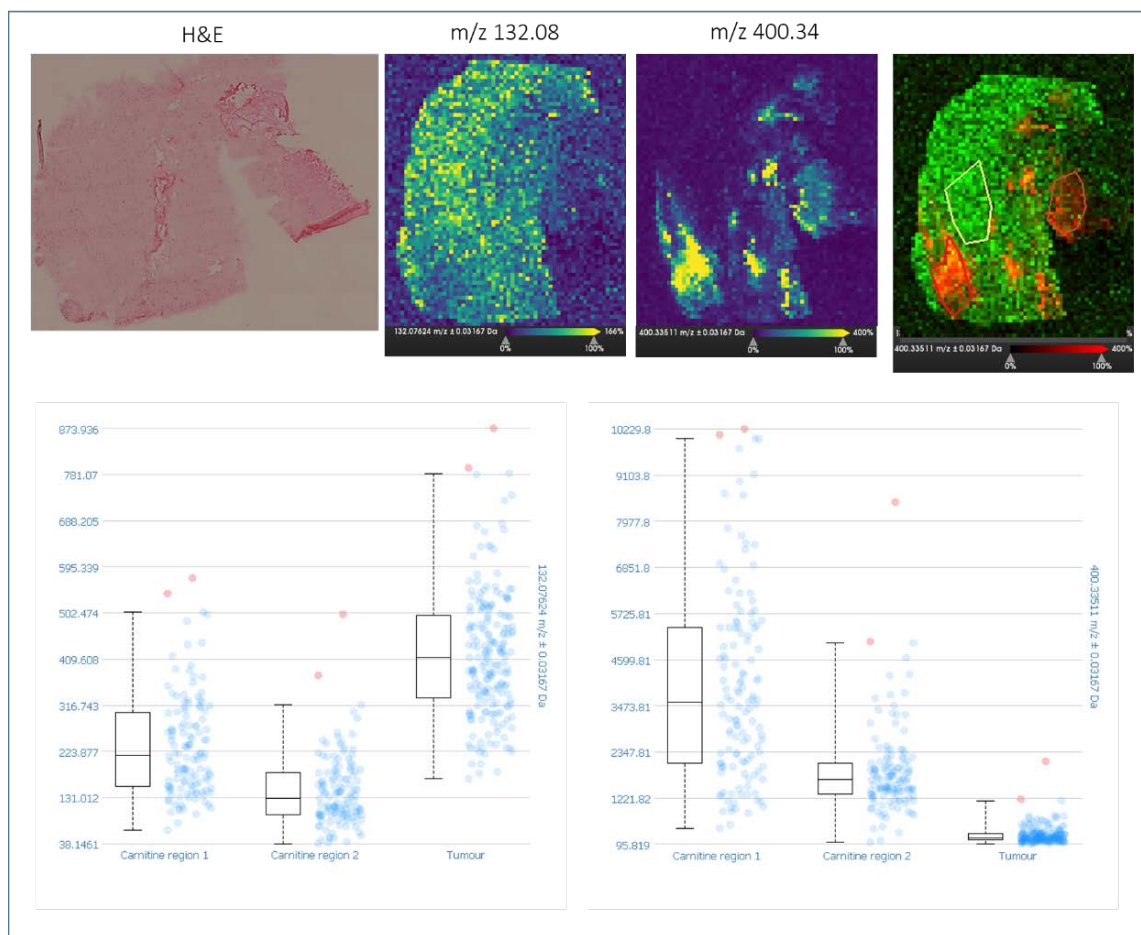 H&E
m/z 132.08
m/z 400.34
132.07624 m/z ± 0.03167 Da
166%
0%
100%
400.33511 m/z ± 0.03167 Da
400%
0%
100%
%
400.33511 m/z ± 0.03167 Da
400%
0%
100%
873.936
781.07
688.205
595.339
502.474
409.608
316.743
223.877
131.012
38.1461
Carnitine region 1
Carnitine region 2
Tumour
132.07624 m/z ± 0.03167 Da
10229.8
9103.8
7977.8
6851.8
5725.81
4599.81
3473.81
2347.81
1221.82
95.819
Carnitine region 1
Carnitine region 2
Tumour
400.33511 m/z ± 0.03167 Da